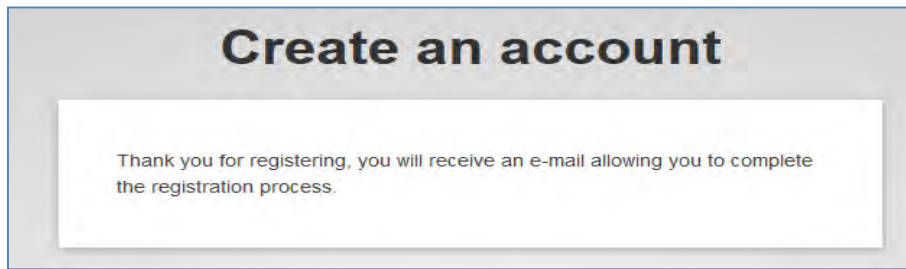 Create an account
Thank you for registering, you will receive an e-mail allowing you to complete
the registration process.